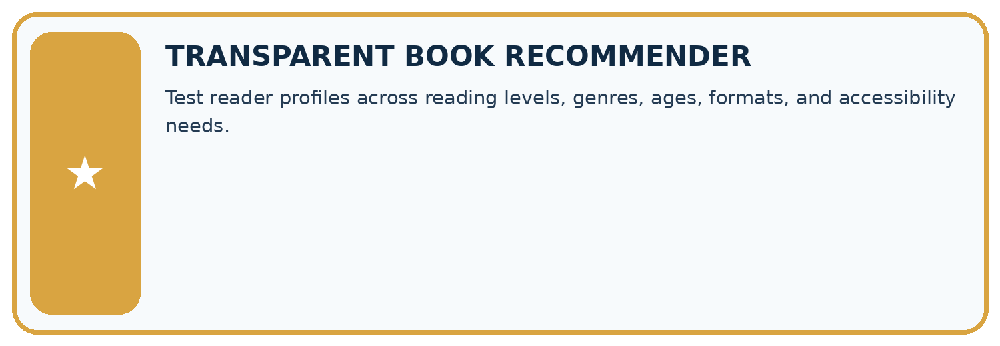 TRANSPARENT BOOK RECOMMENDER
Test reader profiles across reading levels, genres, ages, formats, and accessibility
needs.